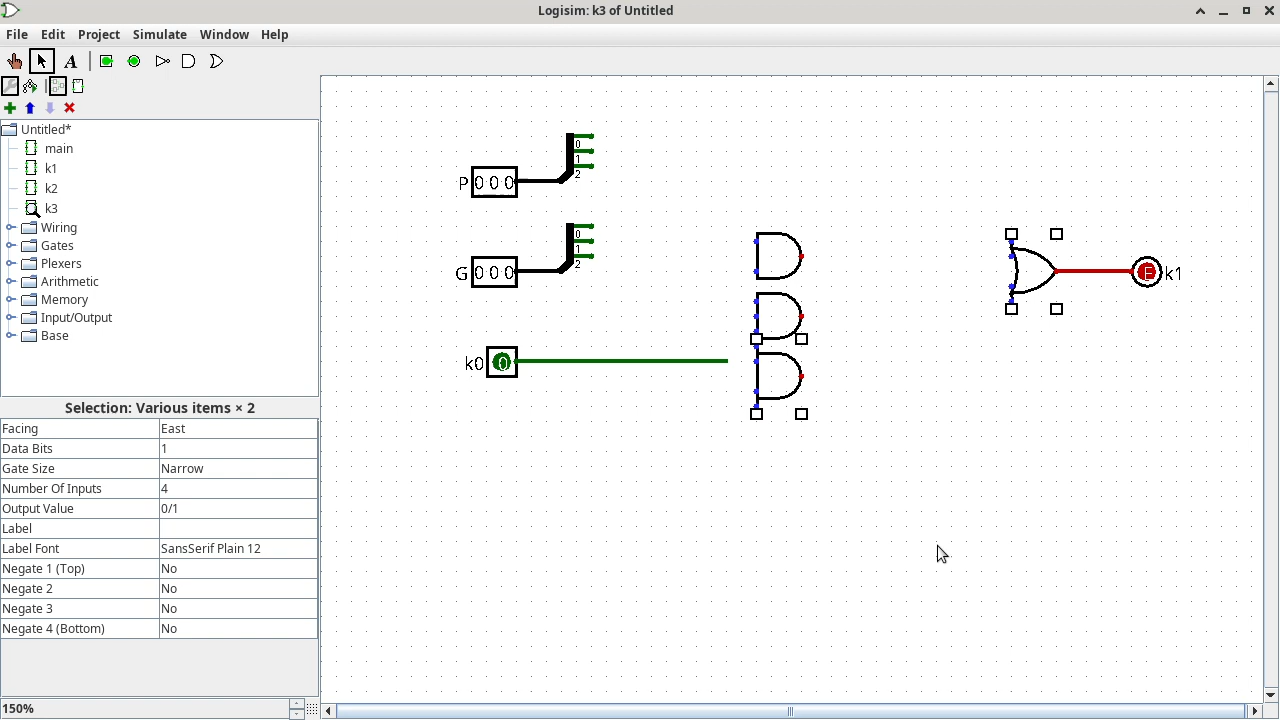 Logisim: k3 of Untitled
File Edit Project Simulate Window Help
A
Untitled*
main
k1
k2
k3
Wiring
Gates
Plexers
Arithmetic
Memory
Input/Output
Base
Selection: Various items × 2
Facing East
Data Bits 1
Gate Size Narrow
Number Of Inputs 4
Output Value 0/1
Label
Label Font SansSerif Plain 12
Negate 1 (Top) No
Negate 2 No
Negate 3 No
Negate 4 (Bottom) No
150%
P 0 0 0
0
1
2
G 0 0 0
0
1
2
k0 0
E k1